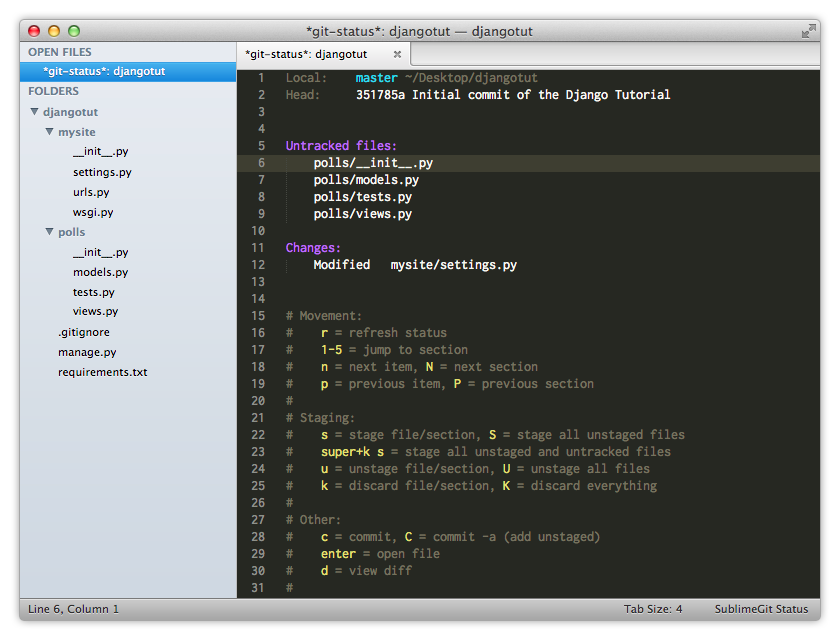 *git-status*: djangotut — djangotut
OPEN FILES
*git-status*: djangotut
FOLDERS
djangotut
mysite
__init__.py
settings.py
urls.py
wsgi.py
polls
__init__.py
models.py
tests.py
views.py
.gitignore
manage.py
requirements.txt
*git-status*: djangotut ×
1 Local: master ~/Desktop/djangotut
2 Head: 351785a Initial commit of the Django Tutorial
3
4
5 Untracked files:
6 polls/__init__.py
7 polls/models.py
8 polls/tests.py
9 polls/views.py
10
11 Changes:
12 Modified mysite/settings.py
13
14
15 # Movement:
16 # r = refresh status
17 # 1-5 = jump to section
18 # n = next item, N = next section
19 # p = previous item, P = previous section
20 #
21 # Staging:
22 # s = stage file/section, S = stage all unstaged files
23 # super+k s = stage all unstaged and untracked files
24 # u = unstage file/section, U = unstage all files
25 # k = discard file/section, K = discard everything
26 #
27 # Other:
28 # c = commit, C = commit -a (add unstaged)
29 # enter = open file
30 # d = view diff
31 #
Line 6, Column 1
Tab Size: 4
SublimeGit Status